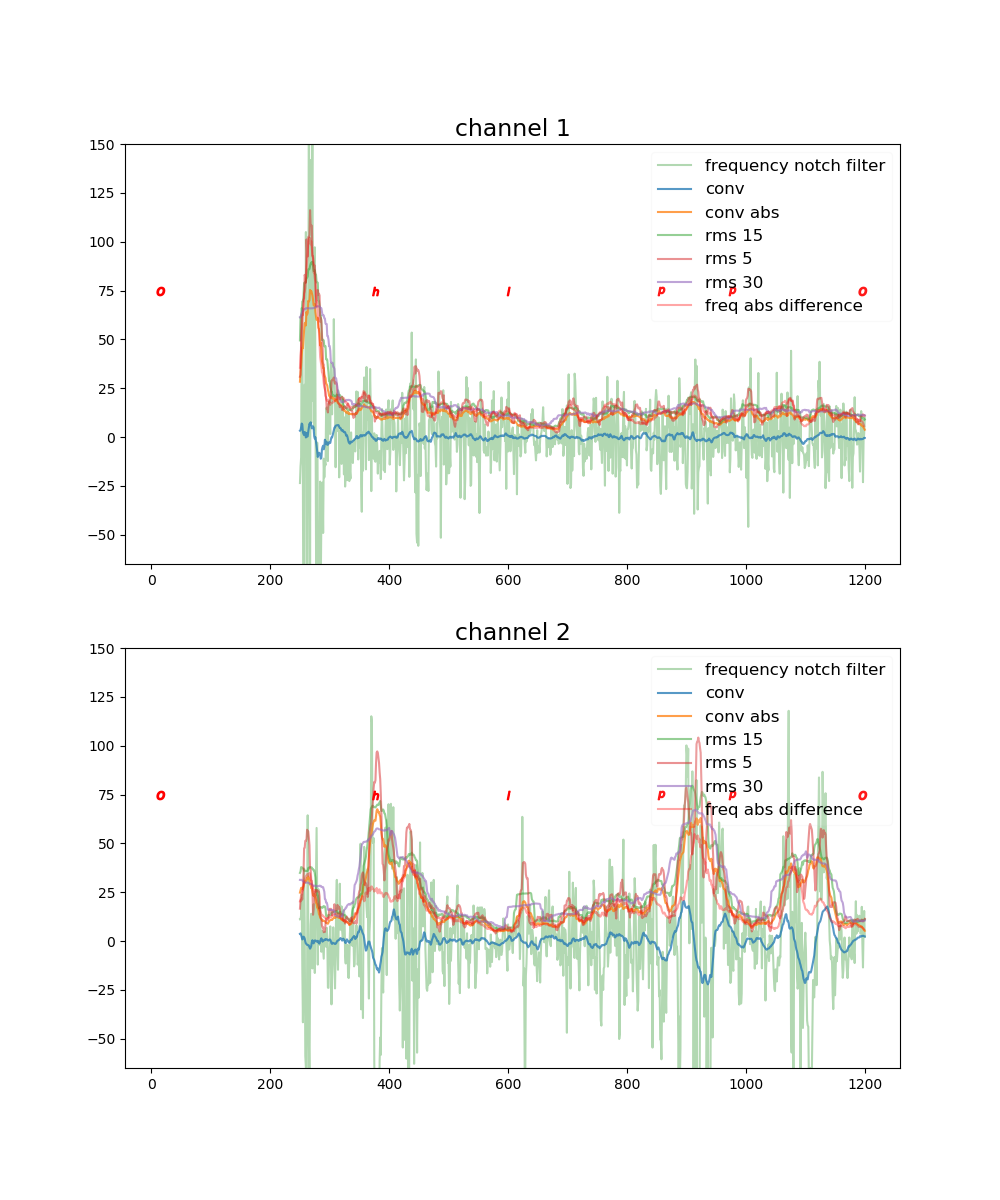 channel 1
150
125
100
75
50
25
0
−25
−50
frequency notch filter
conv
conv abs
rms 15
rms 5
rms 30
freq abs difference
O h l p p O
0 200 400 600 800 1000 1200
channel 2
150
125
100
75
50
25
0
−25
−50
frequency notch filter
conv
conv abs
rms 15
rms 5
rms 30
freq abs difference
O h l p p O
0 200 400 600 800 1000 1200